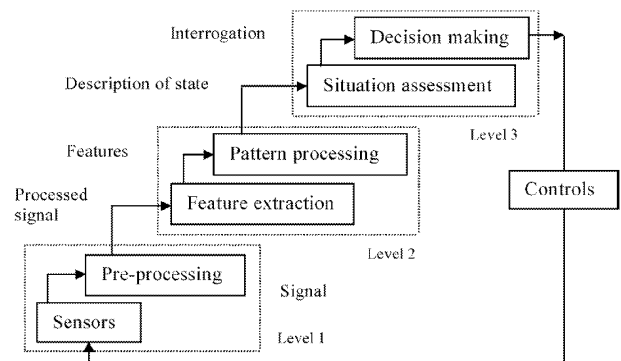 Interrogation
Decision making
Description of state
Situation assessment
Level 3
Features
Pattern processing
Controls
Processed
signal
Feature extraction
Level 2
Pre-processing
Signal
Sensors
Level 1